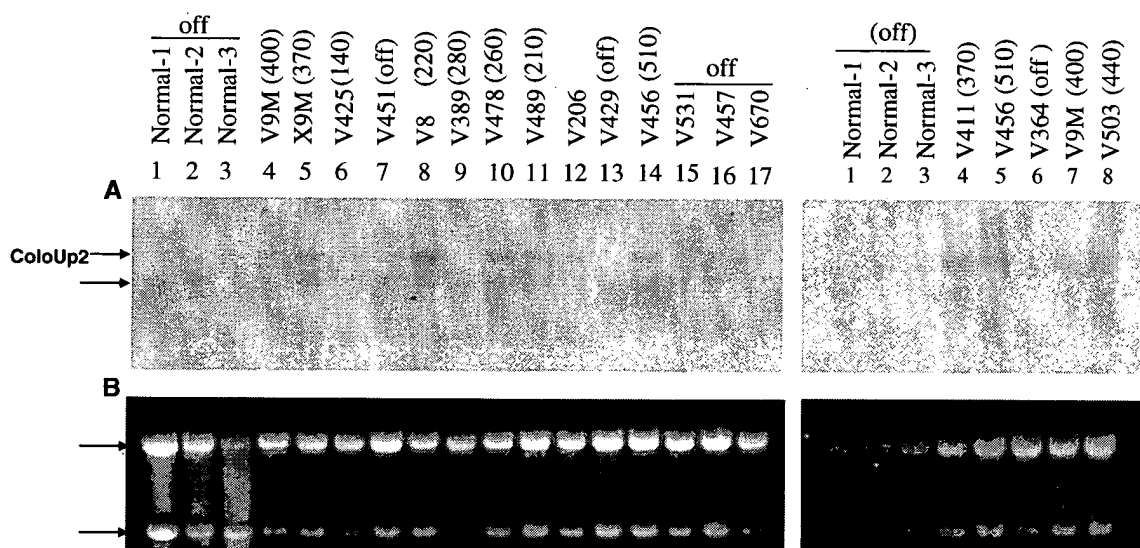 off
(off)
Normal-1
Normal-2
Normal-3
V9M (400)
X9M (370)
V425 (140)
V451 (off)
V8 (220)
V389 (280)
V478 (260)
V489 (210)
V206
V429 (off)
V456 (510)
off
V531
V457
V670
Normal-1
Normal-2
Normal-3
V411 (370)
V456 (510)
V364 (off)
V9M (400)
V503 (440)
1 2 3 4 5 6 7 8 9 10 11 12 13 14 15 16 17
1 2 3 4 5 6 7 8
A
ColoUp2
B